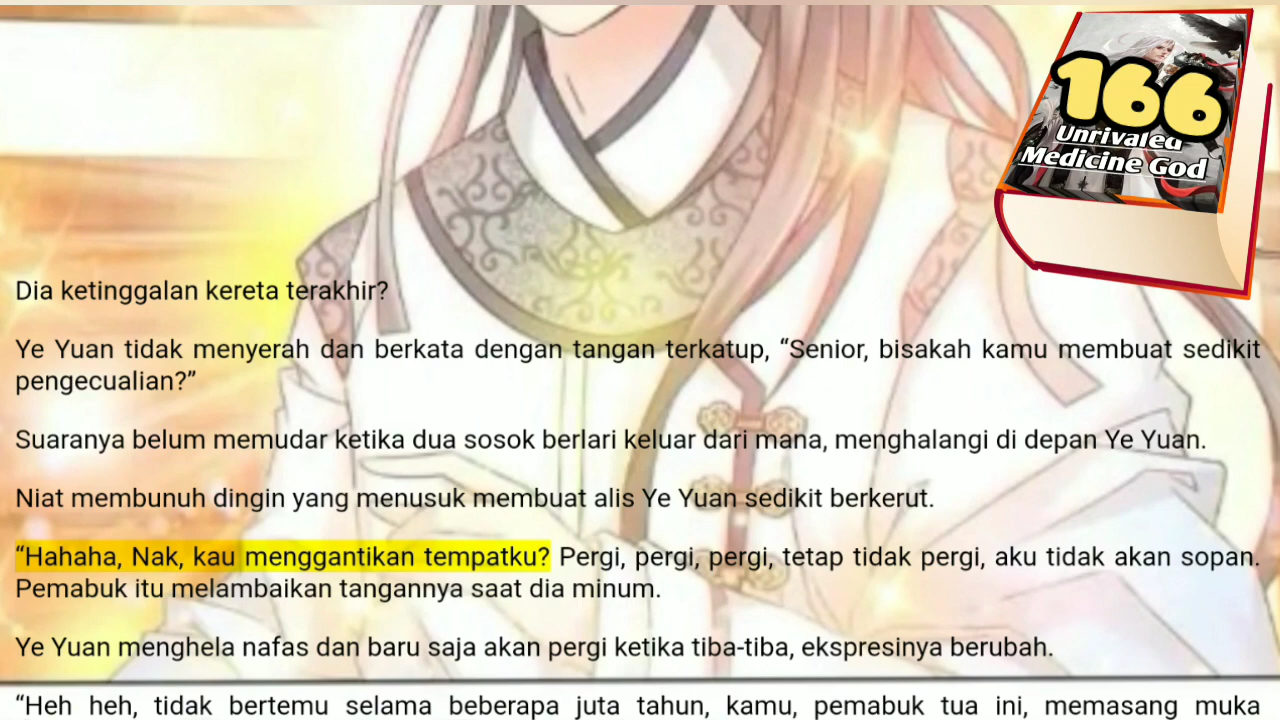 166
Unrivaled
Medicine God
Dia ketinggalan kereta terakhir?
Ye Yuan tidak menyerah dan berkata dengan tangan terkatup, “Senior, bisakah kamu membuat sedikit
pengecualian?”
Suaranya belum memudar ketika dua sosok berlari keluar dari mana, menghalangi di depan Ye Yuan.
Niat membunuh dingin yang menusuk membuat alis Ye Yuan sedikit berkerut.
“Hahaha, Nak, kau menggantikan tempatku? Pergi, pergi, pergi, tetap tidak pergi, aku tidak akan sopan.
Pemabuk itu melambaikan tangannya saat dia minum.
Ye Yuan menghela nafas dan baru saja akan pergi ketika tiba-tiba, ekspresinya berubah.
“Heh heh, tidak bertemu selama beberapa juta tahun, kamu, pemabuk tua ini, memasang muka